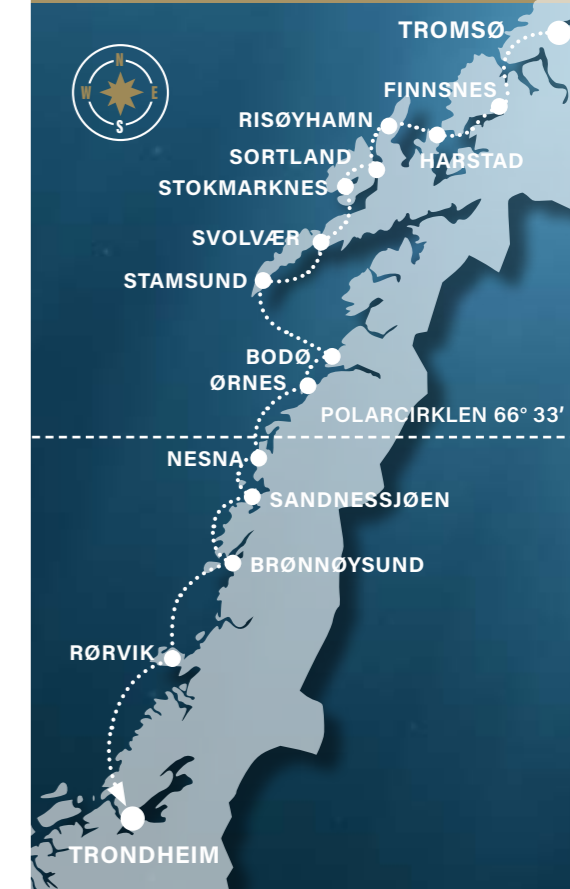 TROMSØ
N
W E
S
FINNSNES
RISØYHAMN
SORTLAND
HARSTAD
STOKMARKNES
SVOLVÆR
STAMSUND
BODØ
ØRNES
POLARCIRKLEN 66° 33′
NESNA
SANDNESSJØEN
BRØNNØYSUND
RØRVIK
TRONDHEIM